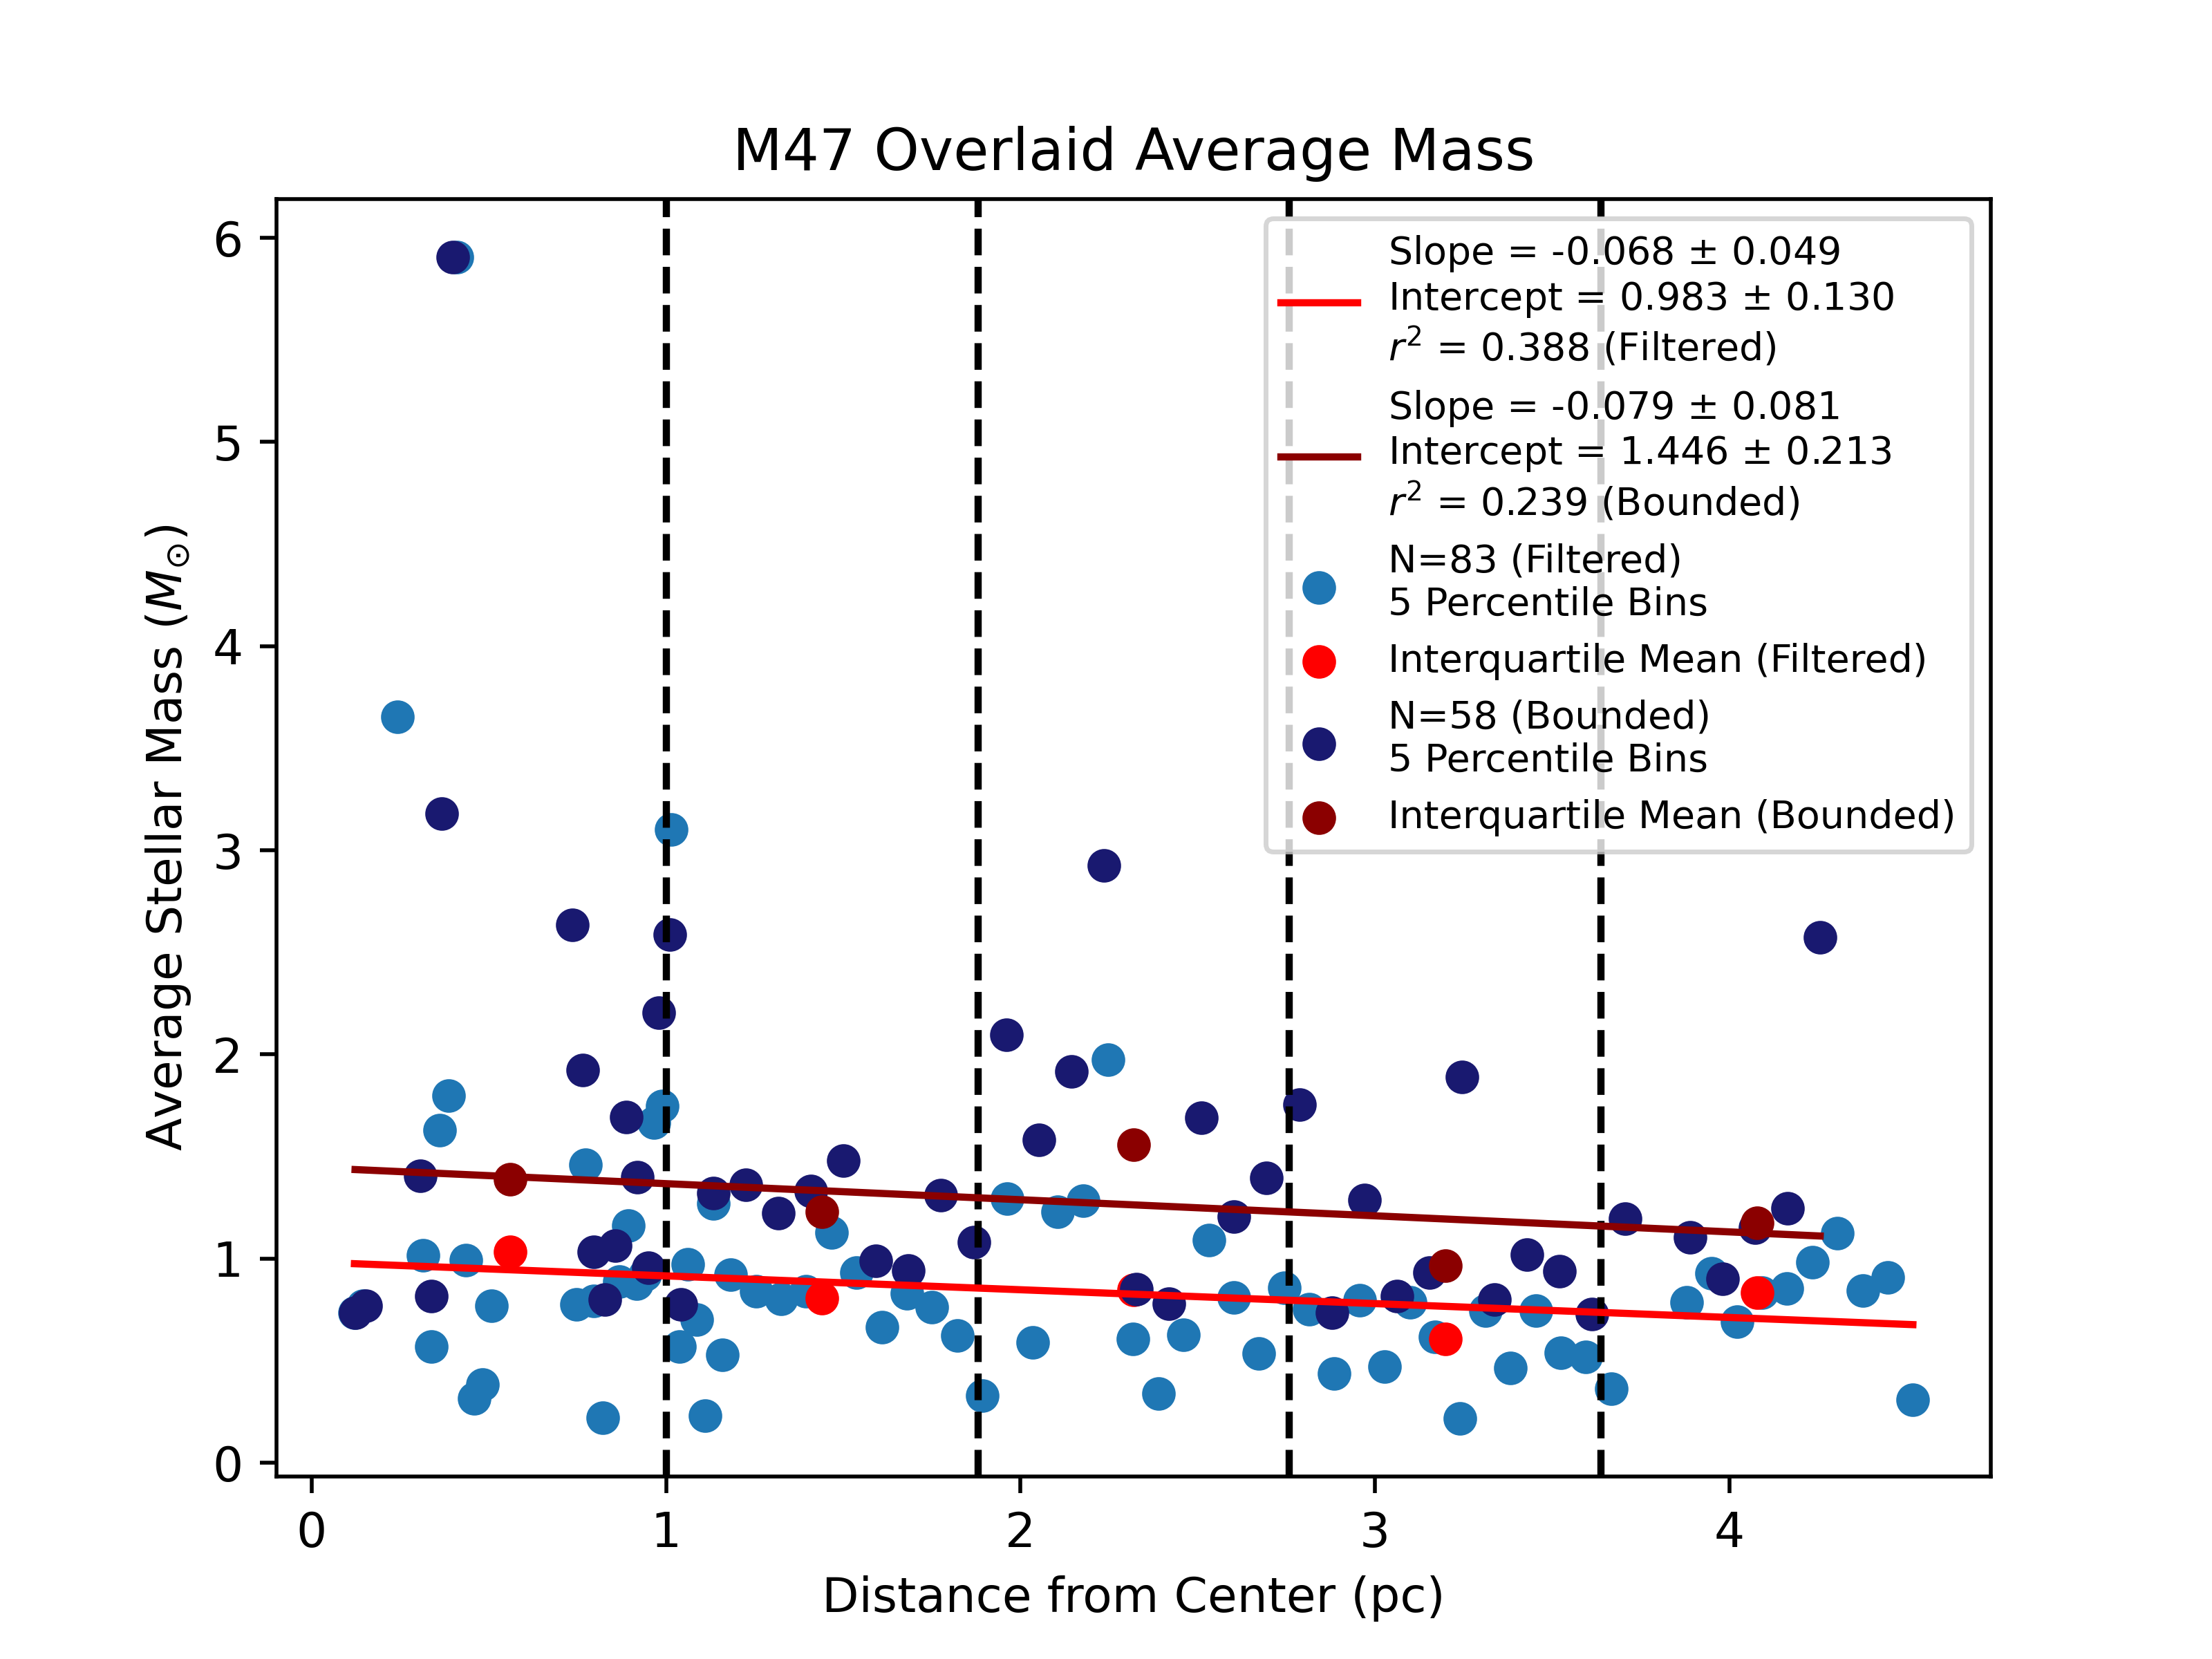 M47 Overlaid Average Mass
6
5
4
3
2
1
0
Average Stellar Mass (M☉)
Slope = -0.068 ± 0.049
Intercept = 0.983 ± 0.130
r² = 0.388 (Filtered)
Slope = -0.079 ± 0.081
Intercept = 1.446 ± 0.213
r² = 0.239 (Bounded)
N=83 (Filtered)
5 Percentile Bins
Interquartile Mean (Filtered)
N=58 (Bounded)
5 Percentile Bins
Interquartile Mean (Bounded)
0 1 2 3 4
Distance from Center (pc)